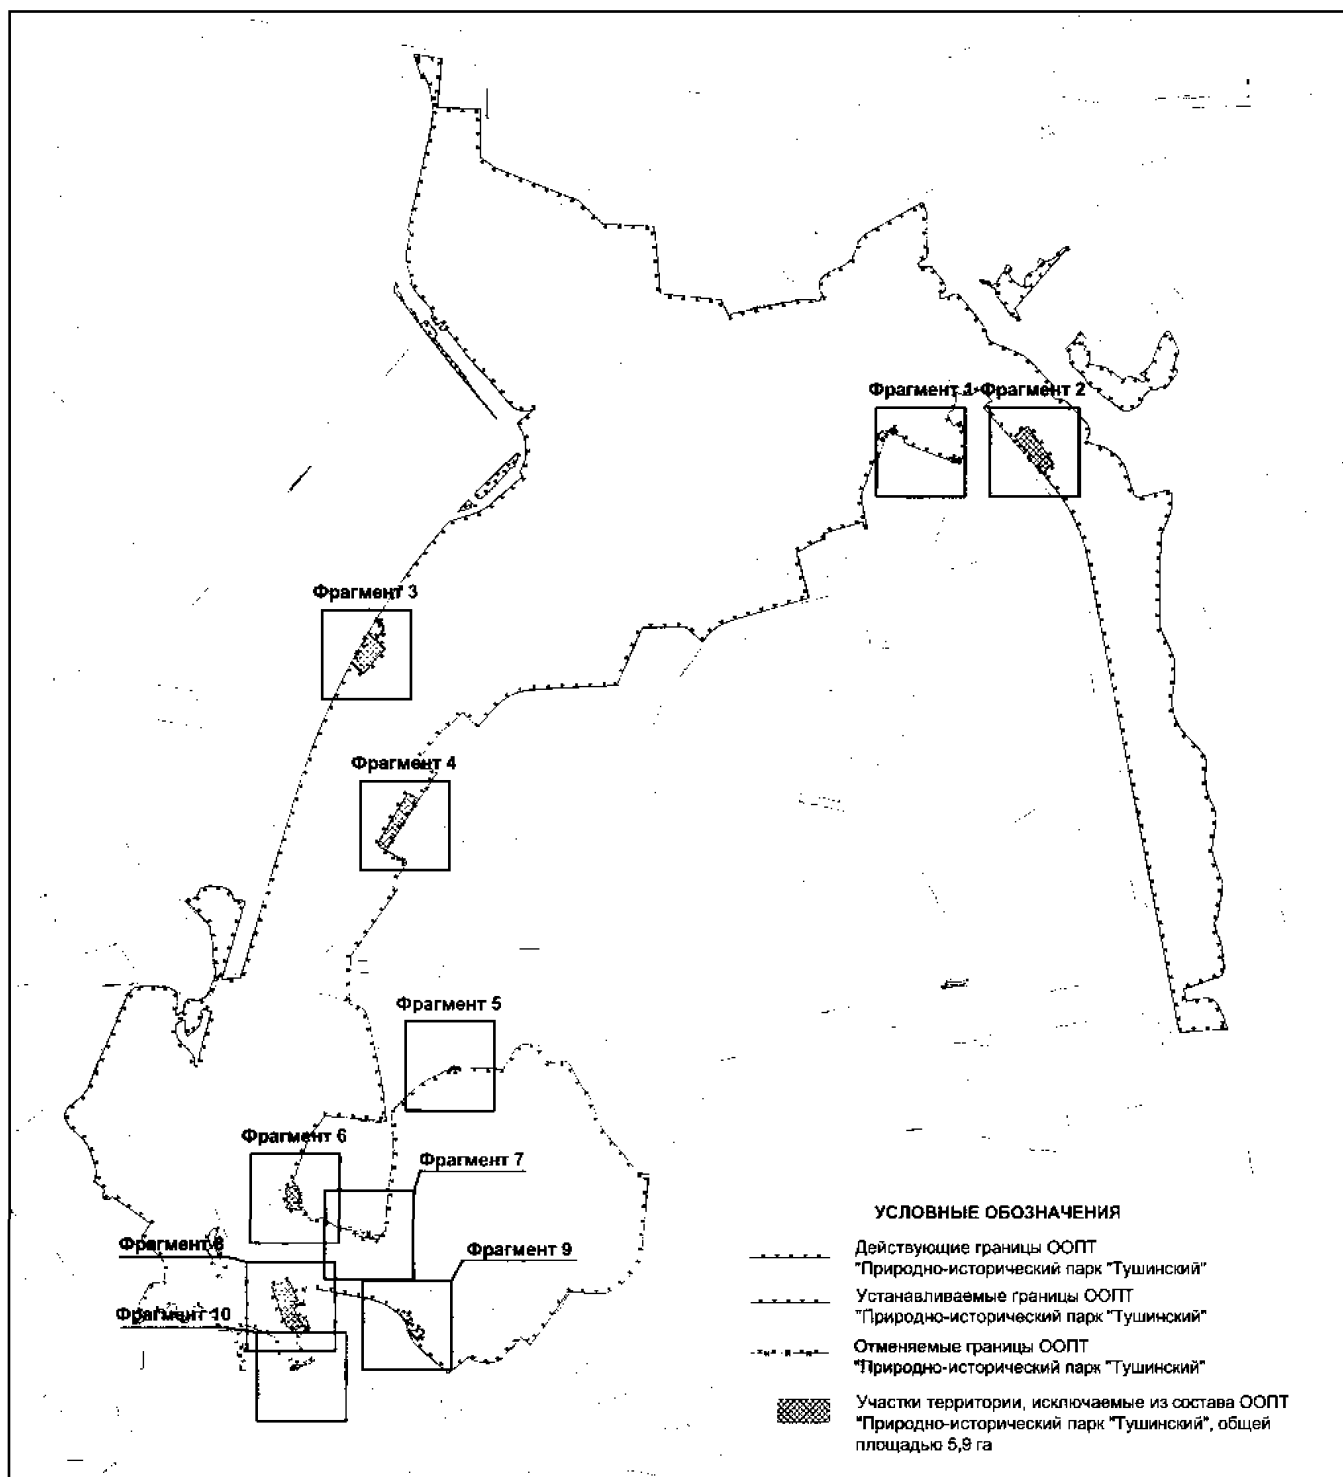 Фрагмент 1
Фрагмент 2
Фрагмент 3
Фрагмент 4
Фрагмент 5
Фрагмент 6
Фрагмент 7
Фрагмент 8
Фрагмент 9
Фрагмент 10
УСЛОВНЫЕ ОБОЗНАЧЕНИЯ
Действующие границы ООПТ
"Природно-исторический парк "Тушинский"
Устанавливаемые границы ООПТ
"Природно-исторический парк "Тушинский"
Отменяемые границы ООПТ
"Природно-исторический парк "Тушинский"
Участки территории, исключаемые из состава ООПТ
"Природно-исторический парк "Тушинский", общей
площадью 5,9 га